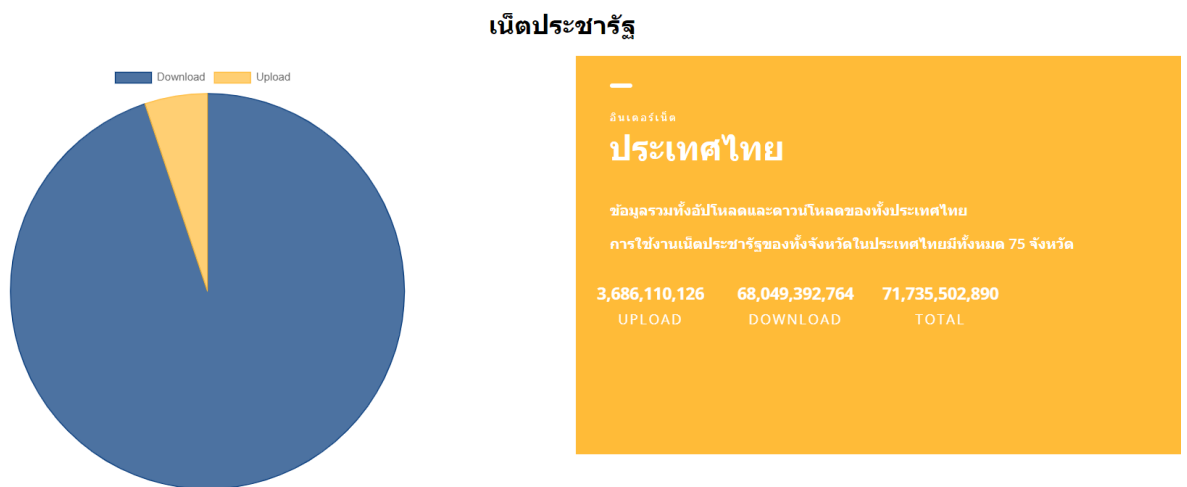 เน็ตประชารัฐ
Download Upload
อินเตอร์เน็ต
ประเทศไทย
ข้อมูลรวมทั้งอัปโหลดและดาวน์โหลดของทั้งประเทศไทย
การใช้งานเน็ตประชารัฐของทั้งจังหวัดในประเทศไทยมีทั้งหมด 75 จังหวัด
3,686,110,126 68,049,392,764 71,735,502,890
UPLOAD DOWNLOAD TOTAL